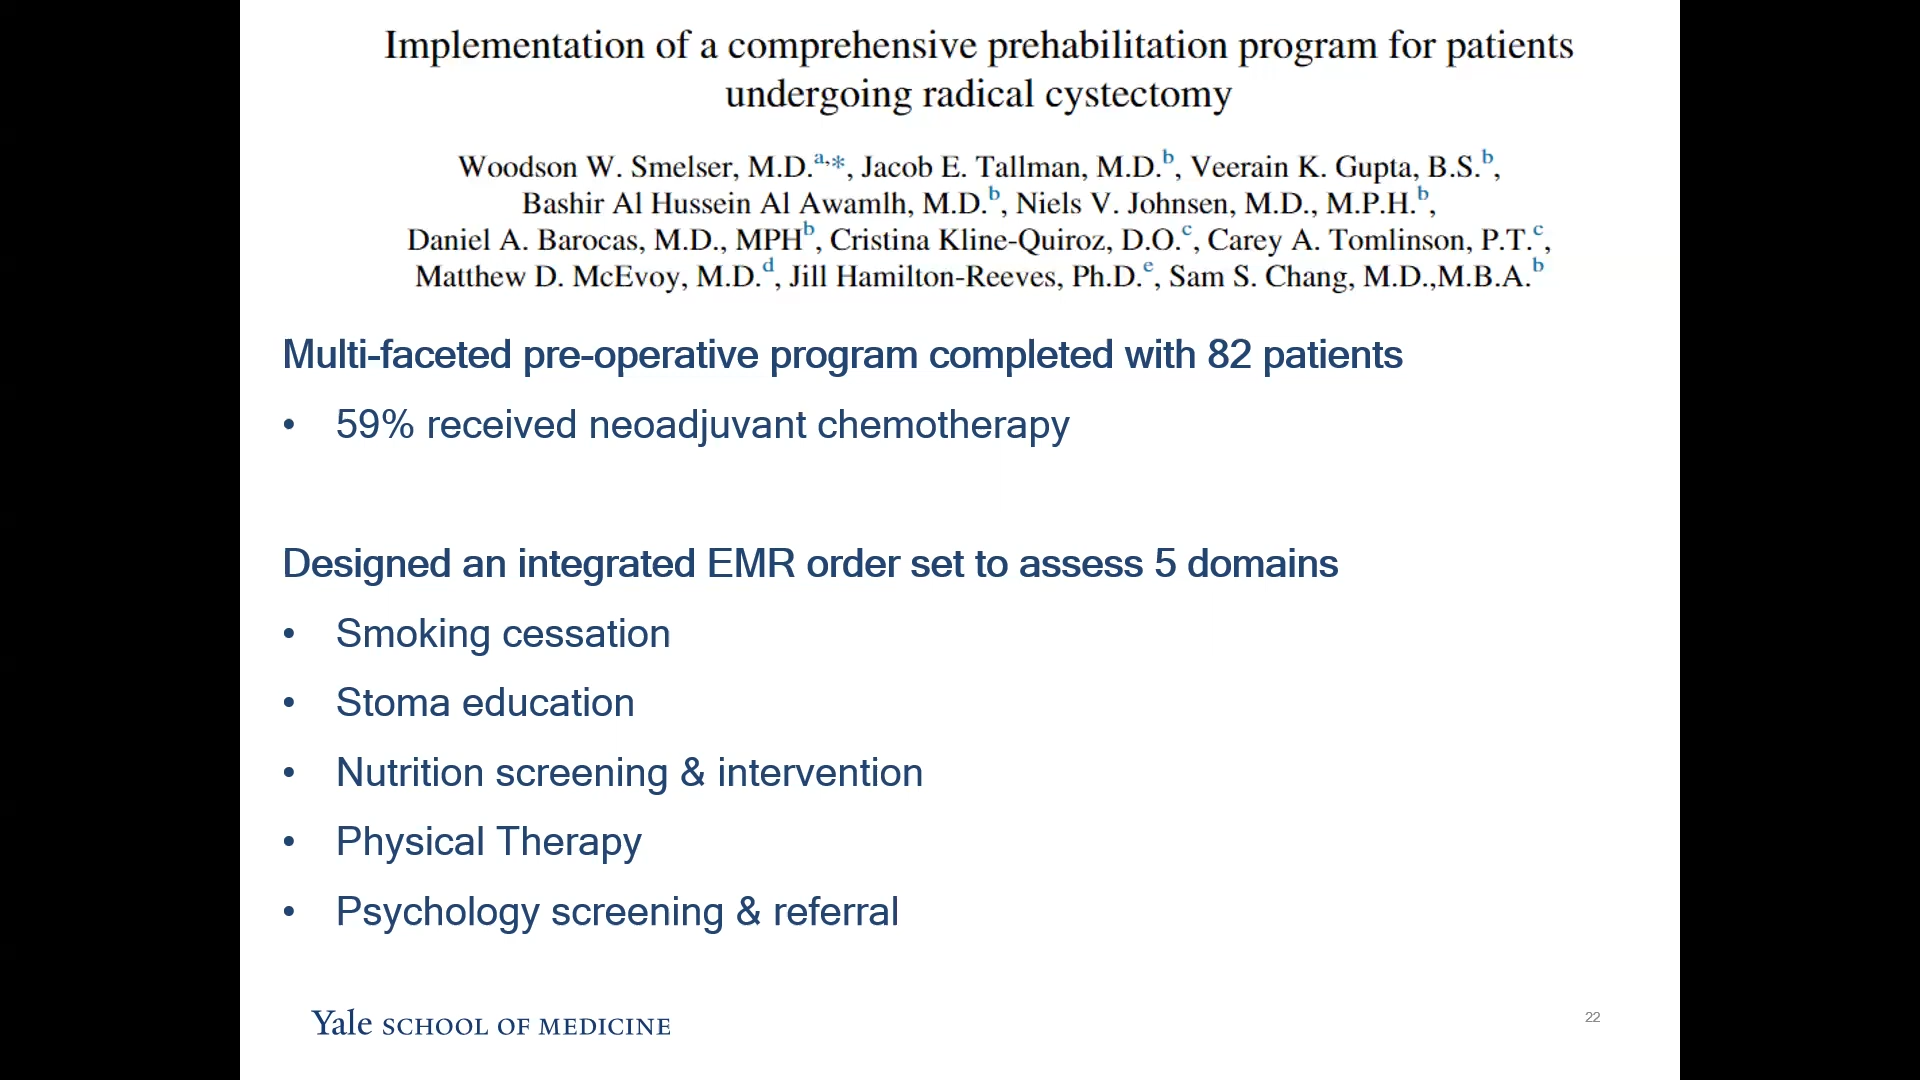 Implementation of a comprehensive prehabilitation program for patients
undergoing radical cystectomy
Woodson W. Smelser, M.D.a,*, Jacob E. Tallman, M.D.b, Veerain K. Gupta, B.S.b,
Bashir Al Hussein Al Awamlh, M.D.b, Niels V. Johnsen, M.D., M.P.H.b,
Daniel A. Barocas, M.D., MPHb, Cristina Kline-Quiroz, D.O.c, Carey A. Tomlinson, P.T.c,
Matthew D. McEvoy, M.D.d, Jill Hamilton-Reeves, Ph.D.e, Sam S. Chang, M.D.,M.B.A.b
Multi-faceted pre-operative program completed with 82 patients
• 59% received neoadjuvant chemotherapy
Designed an integrated EMR order set to assess 5 domains
• Smoking cessation
• Stoma education
• Nutrition screening & intervention
• Physical Therapy
• Psychology screening & referral
Yale SCHOOL OF MEDICINE
22